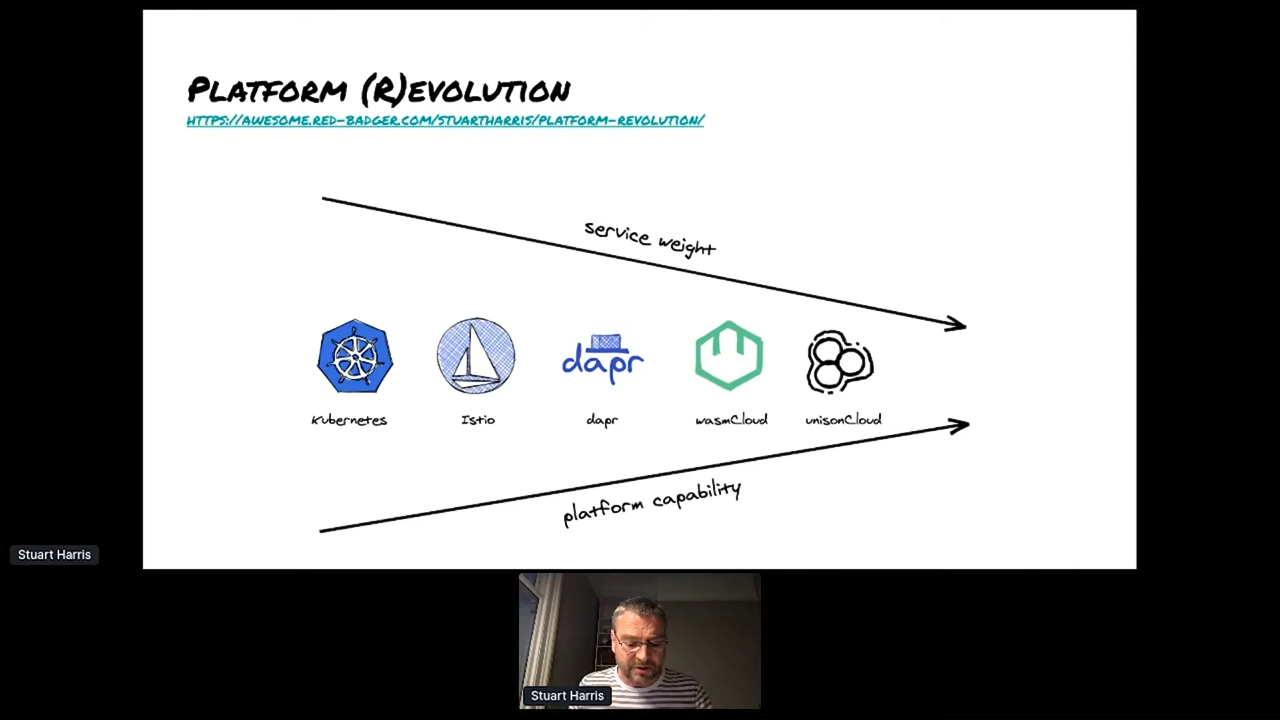 PLATFORM (R)EVOLUTION
HTTPS://AWESOME.RED-BADGER.COM/STUARTHARRIS/PLATFORM-REVOLUTION/
service weight
dapr
Kubernetes
Istio
dapr
wasmCloud
unisonCloud
platform capability
Stuart Harris
Stuart Harris